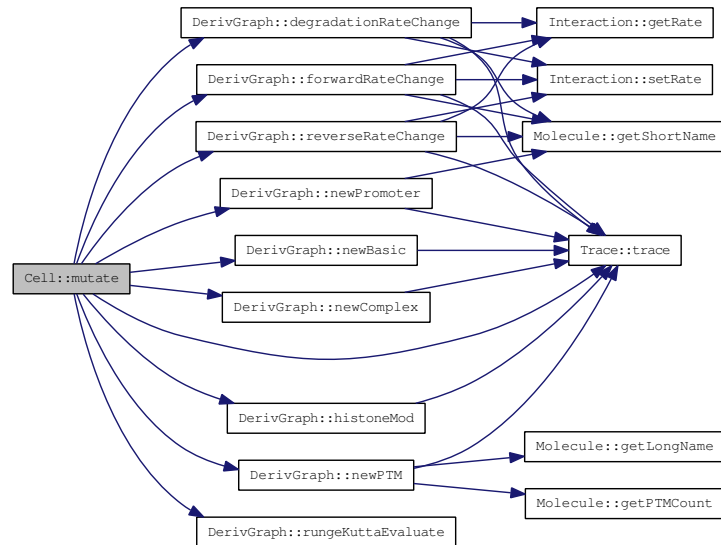 DerivGraph::degradationRateChange
Interaction::getRate
DerivGraph::forwardRateChange
Interaction::setRate
DerivGraph::reverseRateChange
Molecule::getShortName
DerivGraph::newPromoter
DerivGraph::newBasic
Trace::trace
Cell::mutate
DerivGraph::newComplex
DerivGraph::histoneMod
Molecule::getLongName
DerivGraph::newPTM
Molecule::getPTMCount
DerivGraph::rungeKuttaEvaluate